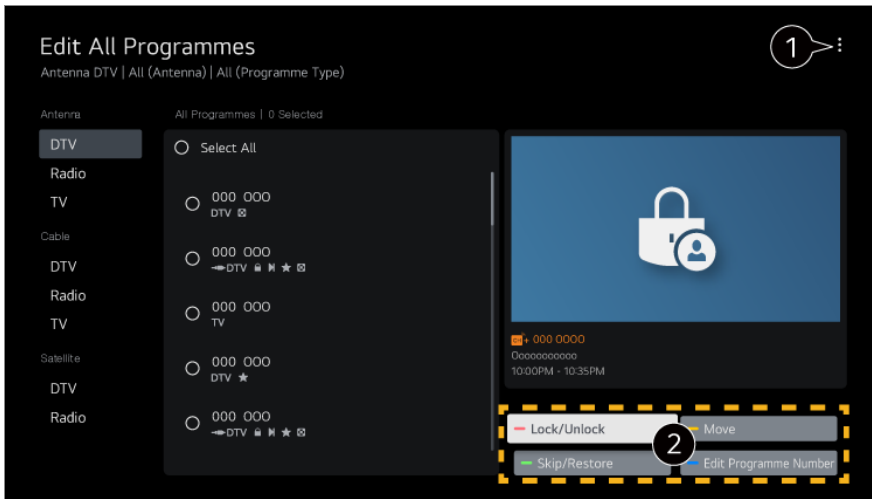 Edit All Programmes
1
Antenna DTV | All (Antenna) | All (Programme Type)
Antenna
DTV
Radio
TV
Cable
DTV
Radio
TV
Satellite
DTV
Radio
All Programmes | 0 Selected
Select All
000 000
DTV
000 000
DTV
000 000
TV
000 000
DTV
000 000
DTV
CH+ 000 0000
Ooooooooooo
10:00PM - 10:35PM
Lock/Unlock
Move
2
Skip/Restore
Edit Programme Number